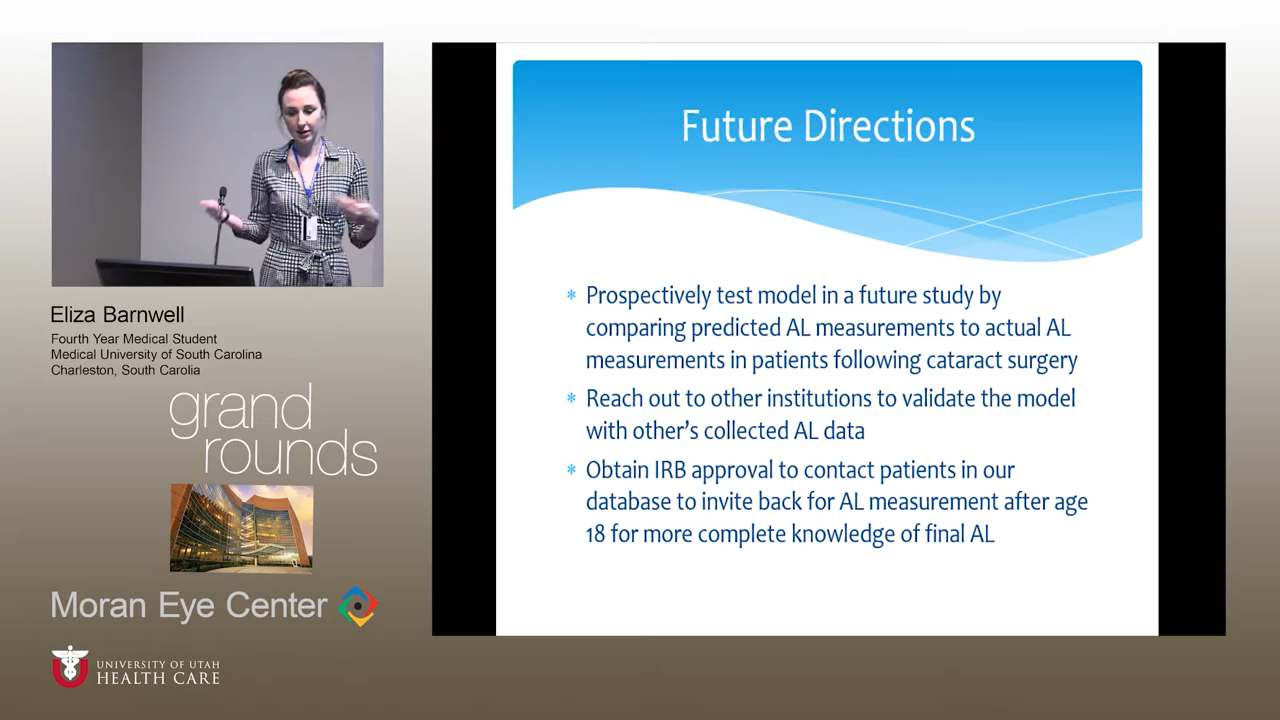 Future Directions
* Prospectively test model in a future study by
comparing predicted AL measurements to actual AL
measurements in patients following cataract surgery
* Reach out to other institutions to validate the model
with other's collected AL data
* Obtain IRB approval to contact patients in our
database to invite back for AL measurement after age
18 for more complete knowledge of final AL
Eliza Barnwell
Fourth Year Medical Student
Medical University of South Carolina
Charleston, South Carolia
grand
rounds
Moran Eye Center
U
UNIVERSITY OF UTAH
HEALTH CARE